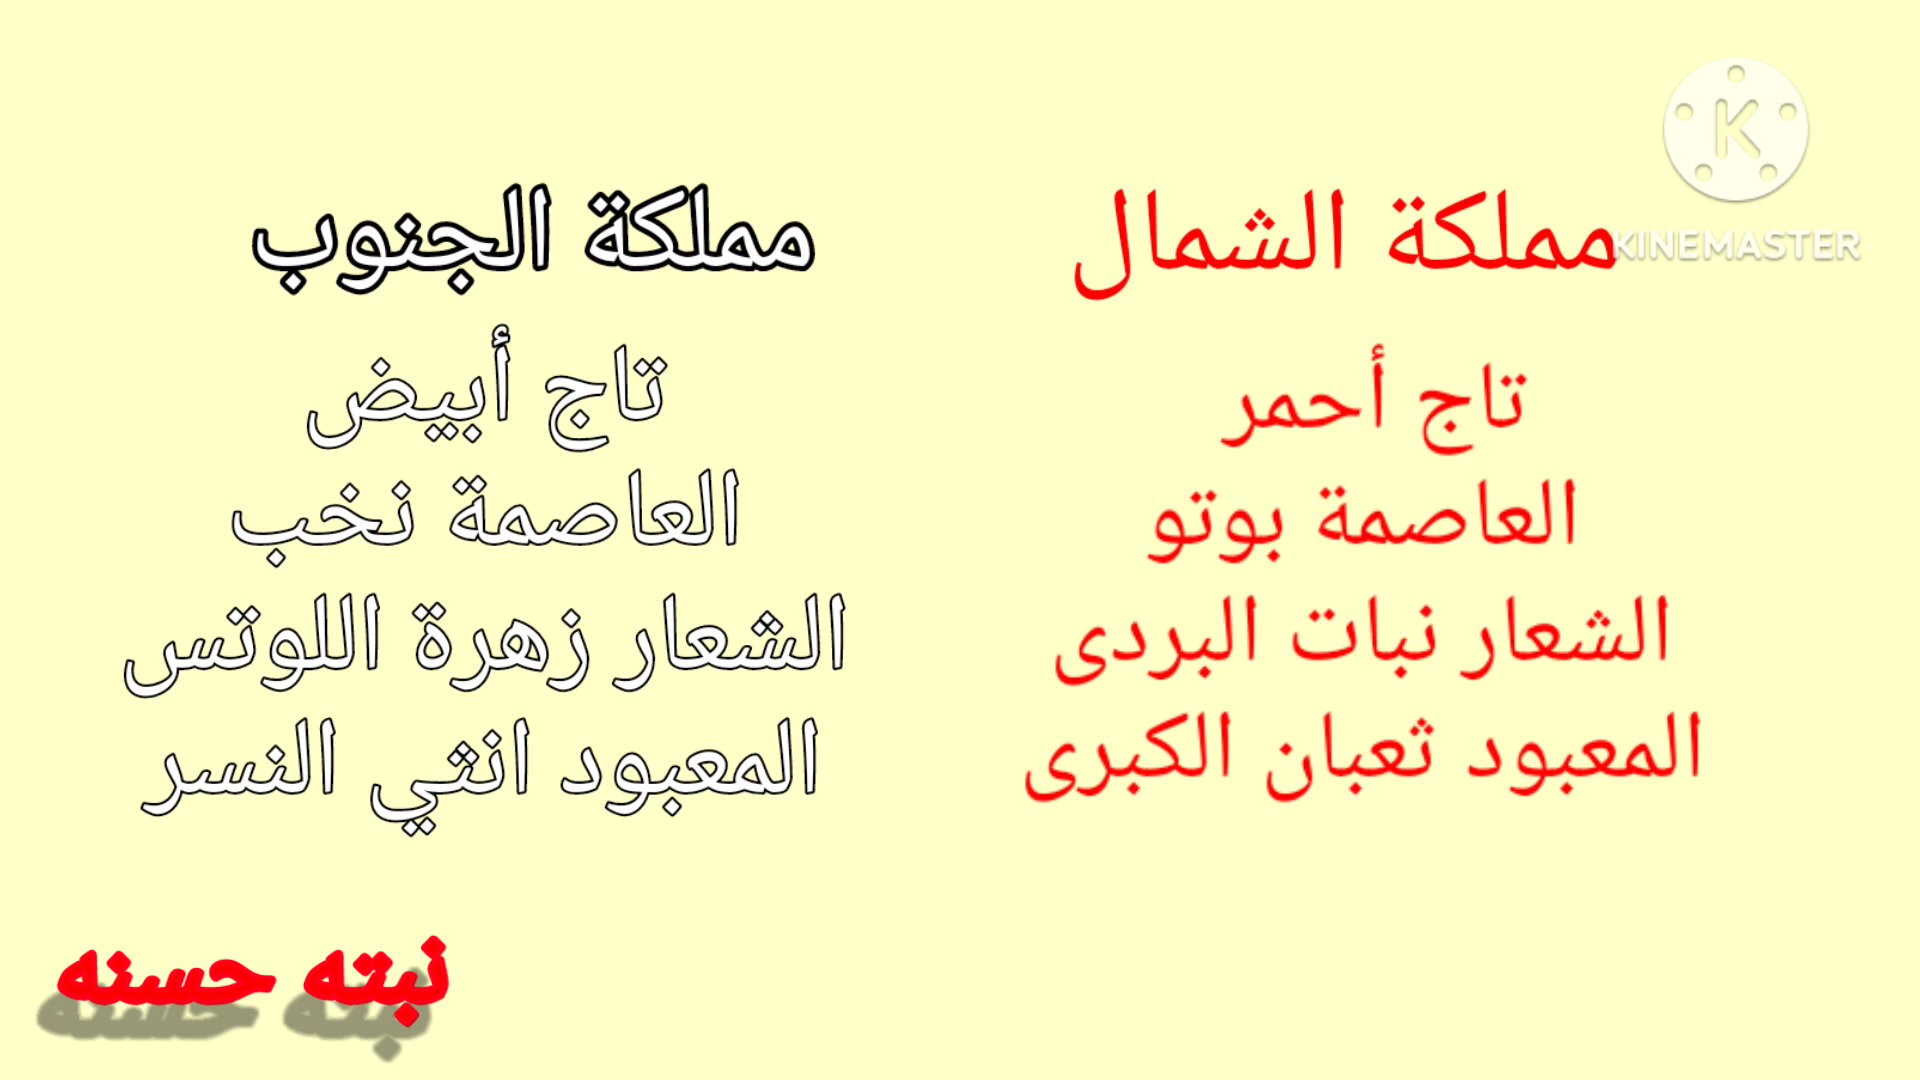 مملكة الشمال
تاج أحمر
العاصمة بوتو
الشعار نبات البردى
المعبود ثعبان الكبرى
مملكة الجنوب
تاج أبيض
العاصمة نخب
الشعار زهرة اللوتس
المعبود انثي النسر
نبته حسنه
K
KINEMASTER